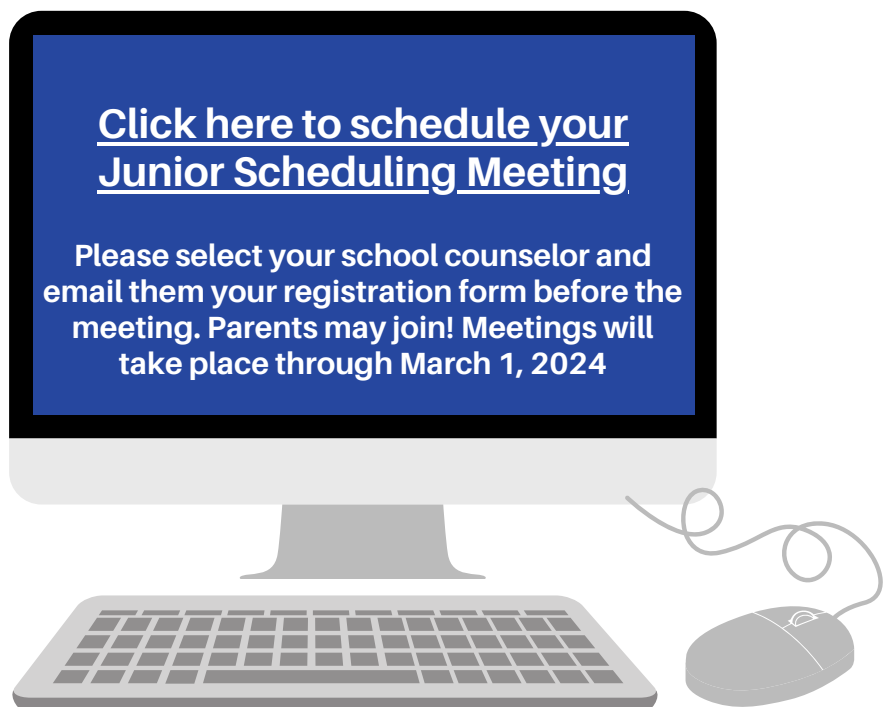 Click here to schedule your
Junior Scheduling Meeting
Please select your school counselor and
email them your registration form before the
meeting. Parents may join! Meetings will
take place through March 1, 2024